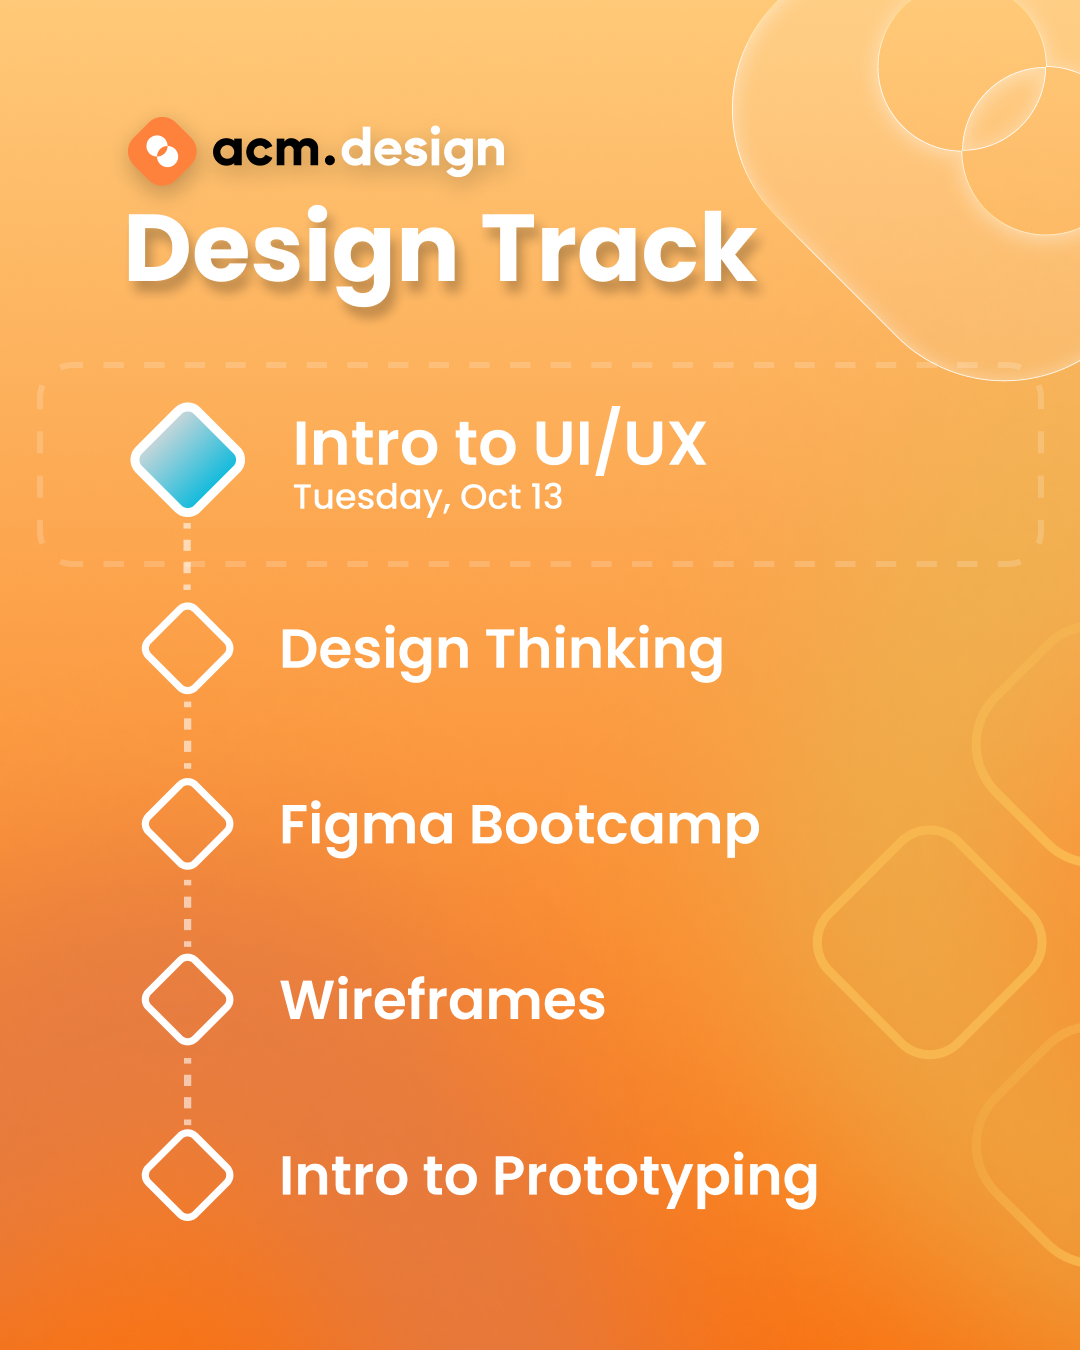 acm.design
Design Track
Intro to UI/UX
Tuesday, Oct 13
Design Thinking
Figma Bootcamp
Wireframes
Intro to Prototyping